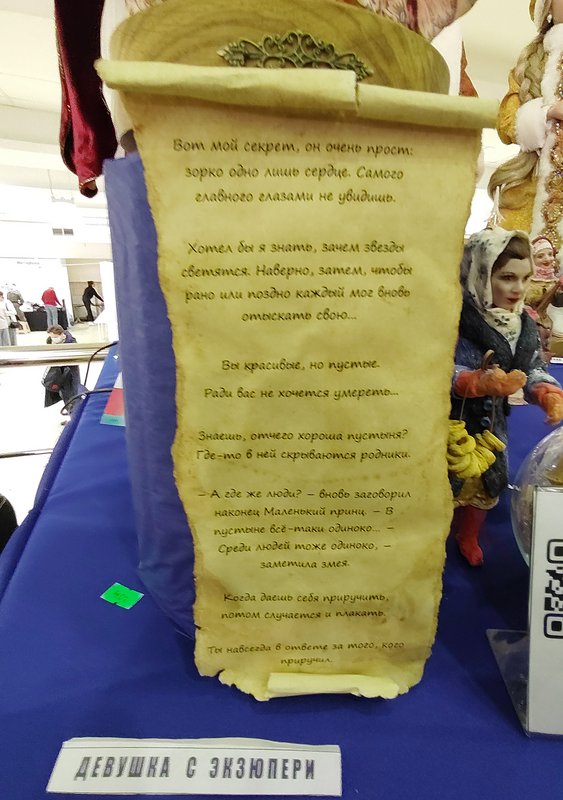 Вот мой секрет, он очень прост:
зорко одно лишь сердце. Самого
главного глазами не увидишь.
Хотел бы я знать, зачем звезды
светятся. Наверно, затем, чтобы
рано или поздно каждый мог вновь
отыскать свою...
Вы красивые, но пустые.
Ради вас не хочется умереть...
Знаешь, отчего хороша пустыня?
Где-то в ней скрываются родники.
– А где же люди? – вновь заговорил
наконец Маленький принц. – В
пустыне всё-таки одиноко... –
Среди людей тоже одиноко, –
заметила змея.
Когда даешь себя приручить,
потом случается и плакать.
Ты навсегда в ответе за того, кого
приручил.
ДЕВУШКА С ЭКЗЮПЕРИ